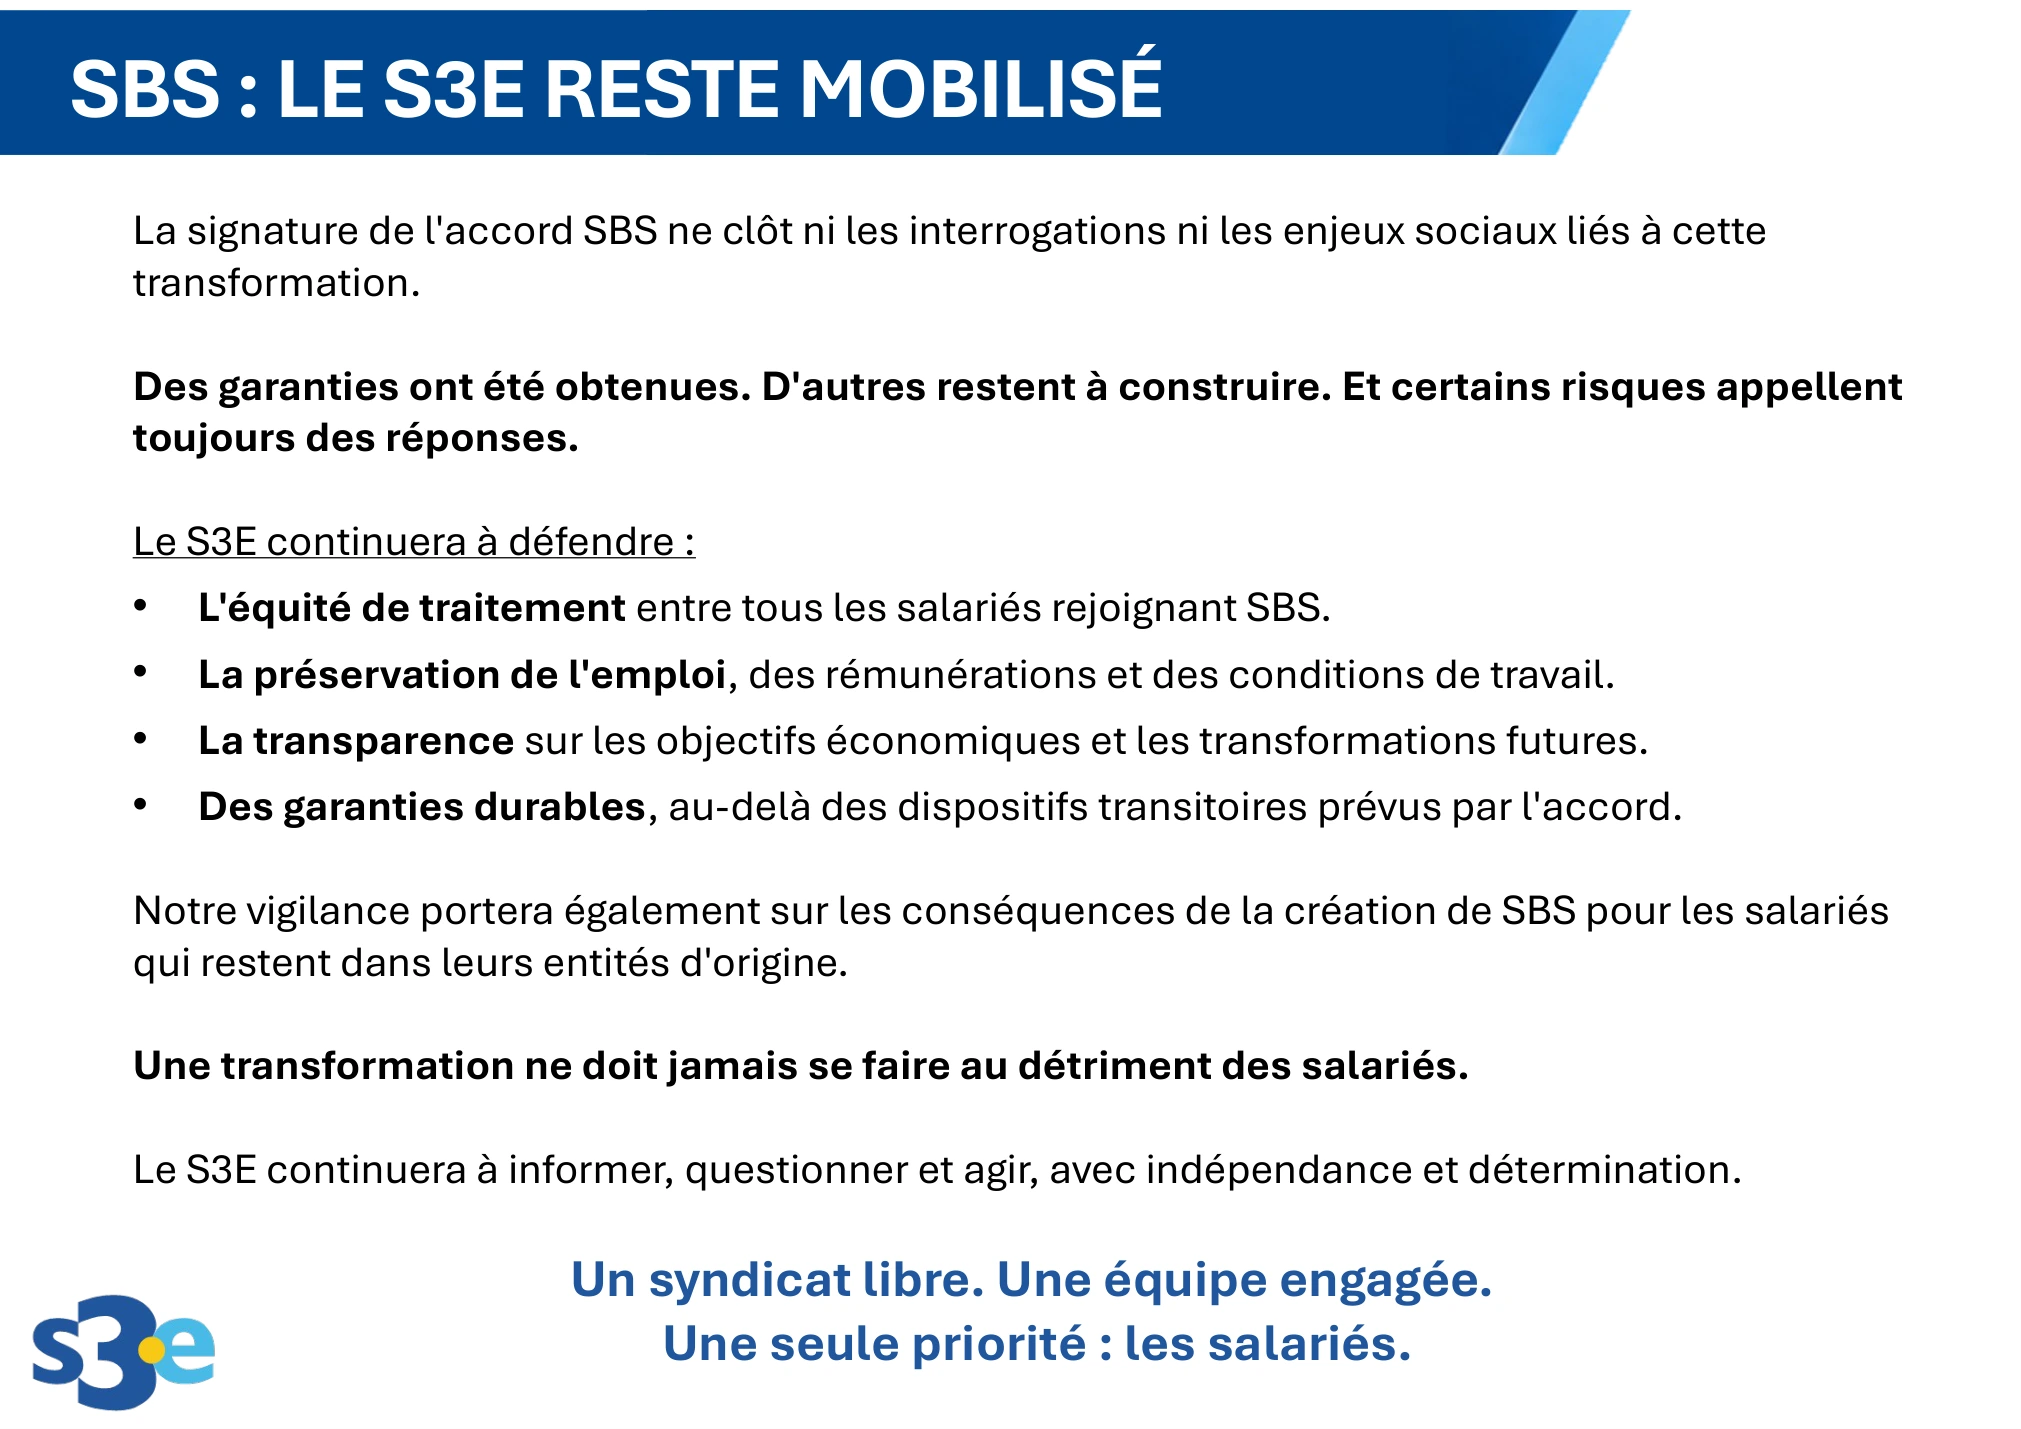 SBS : LE S3E RESTE MOBILISÉ
La signature de l'accord SBS ne clôt ni les interrogations ni les enjeux sociaux liés à cette
transformation.
Des garanties ont été obtenues. D'autres restent à construire. Et certains risques appellent
toujours des réponses.
Le S3E continuera à défendre :
• L'équité de traitement entre tous les salariés rejoignant SBS.
• La préservation de l'emploi, des rémunérations et des conditions de travail.
• La transparence sur les objectifs économiques et les transformations futures.
• Des garanties durables, au-delà des dispositifs transitoires prévus par l'accord.
Notre vigilance portera également sur les conséquences de la création de SBS pour les salariés
qui restent dans leurs entités d'origine.
Une transformation ne doit jamais se faire au détriment des salariés.
Le S3E continuera à informer, questionner et agir, avec indépendance et détermination.
Un syndicat libre. Une équipe engagée.
Une seule priorité : les salariés.
s3e